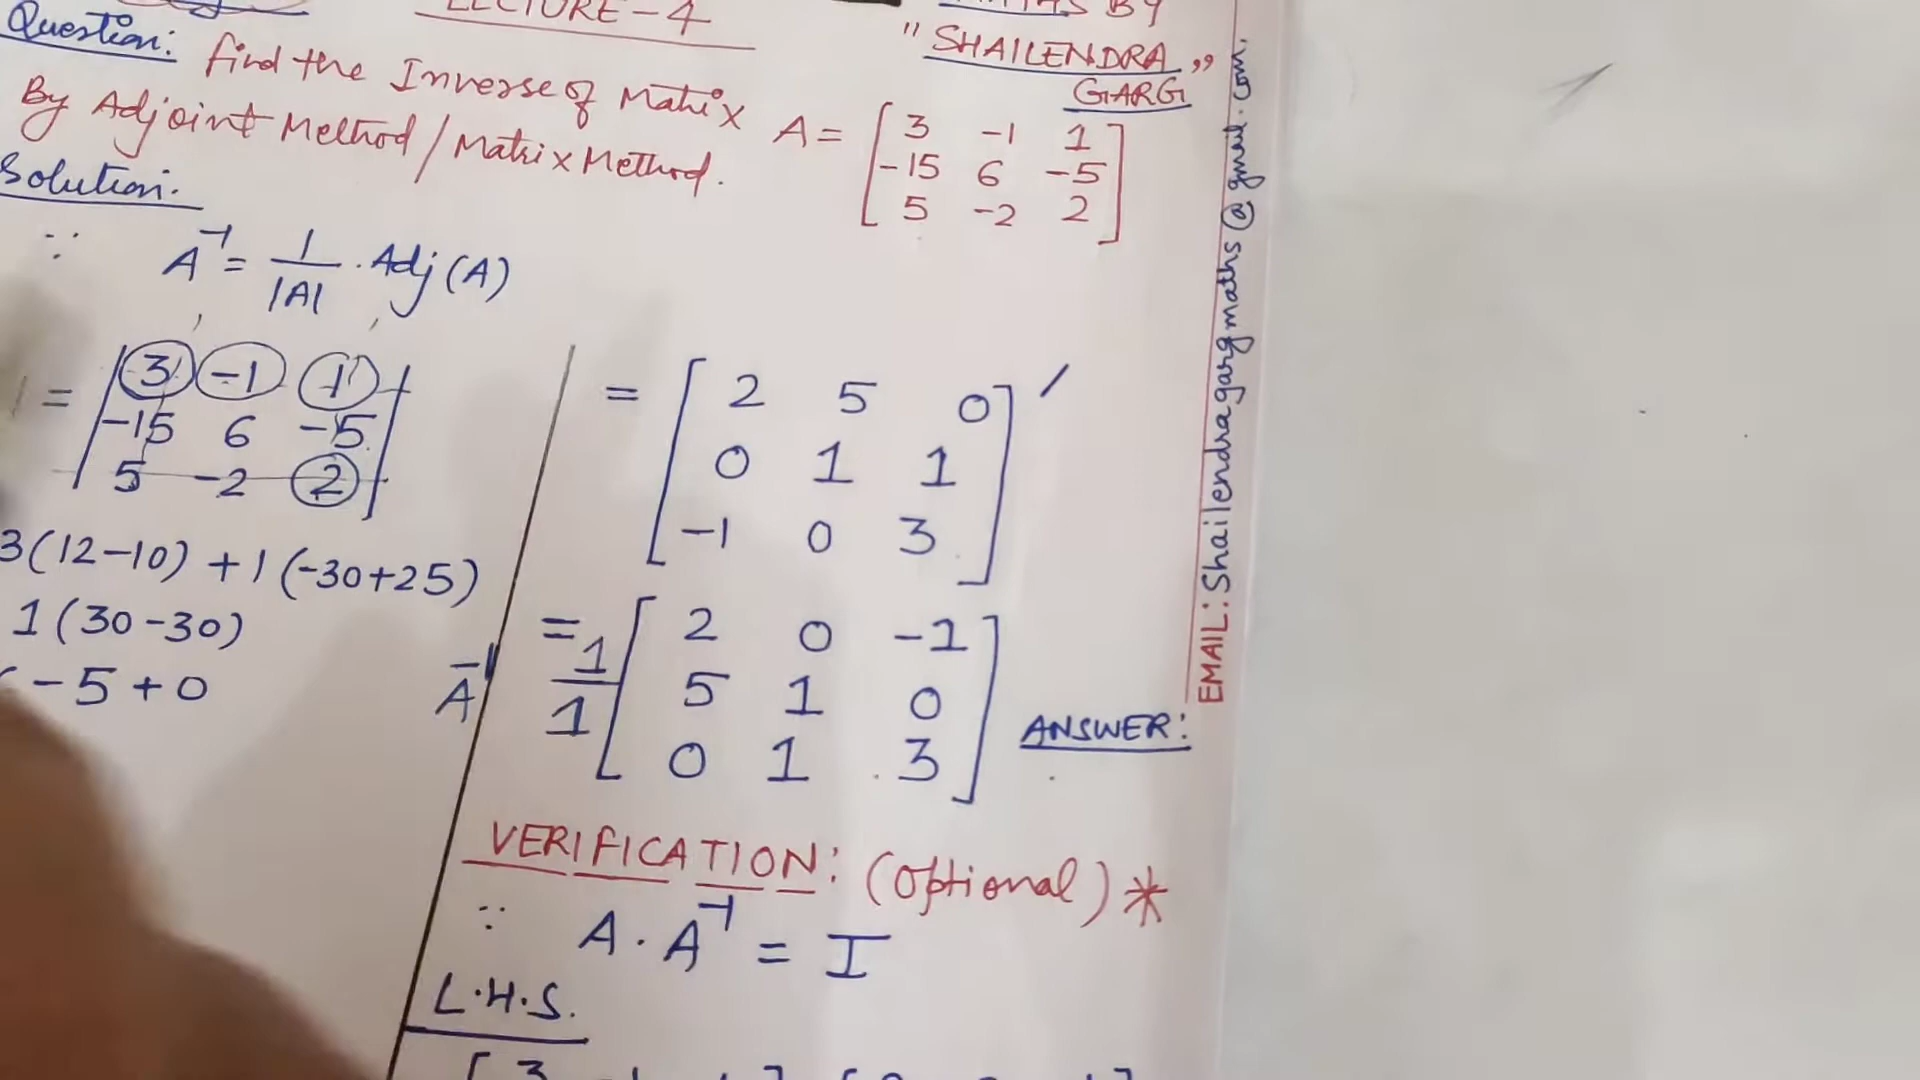 LECTURE-4
MATHS BY
"SHAILENDRA"
GARG
Question: find the Inverse of Matrix
By Adjoint Method / Matrix Method.
A = [ 3 -1 1 ]
[ -15 6 -5 ]
[ 5 -2 2 ]
Solution.
∵ A⁻¹ = 1/|A| . Adj (A)
= | 3 -1 1 |
| -15 6 -5 |
| 5 -2 2 |
3(12-10) +1 (-30+25)
1(30-30)
-5+0
= [ 2 5 0 ]′
[ 0 1 1 ]
[ -1 0 3 ]
A⁻¹ = 1/1 [ 2 0 -1 ]
[ 5 1 0 ]
[ 0 1 3 ]
ANSWER:
VERIFICATION: (Optional) *
∵ A . A⁻¹ = I
L.H.S.
EMAIL: Shailendragargmaths@gmail.com.